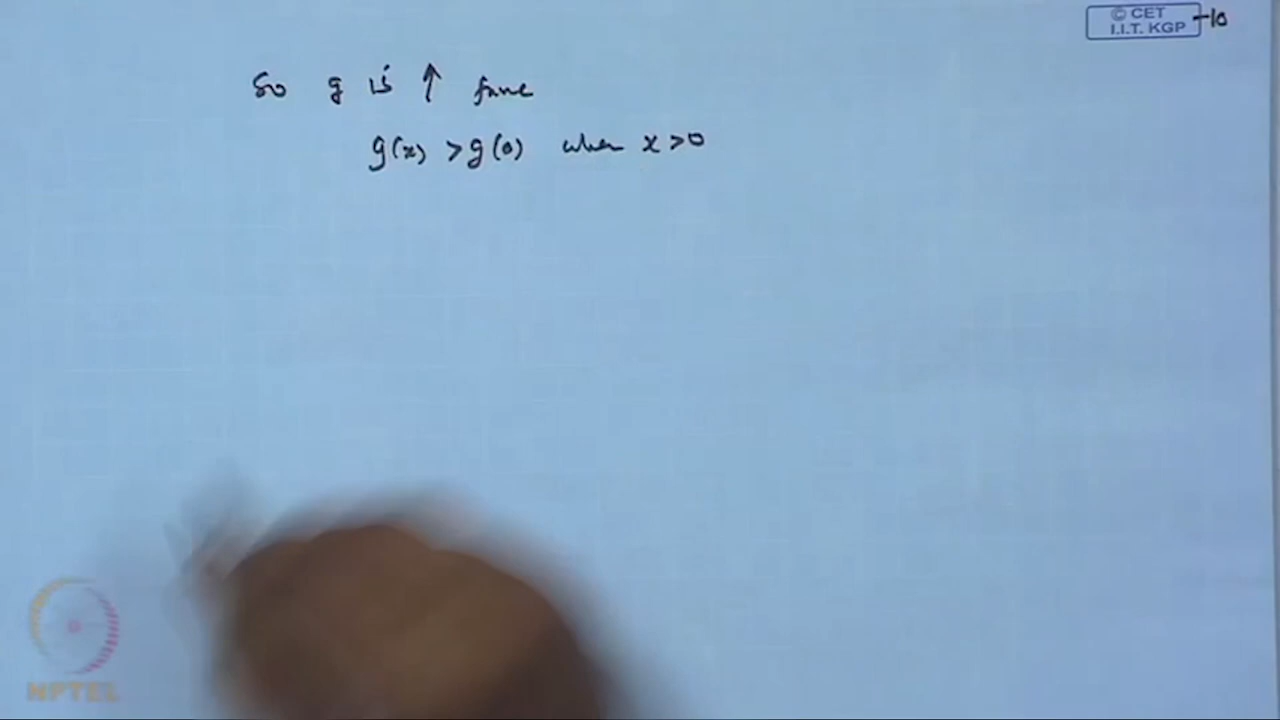 © CET
I.I.T. KGP -10
So g is ↑ func
g(x) > g(0) when x>0
NPTEL